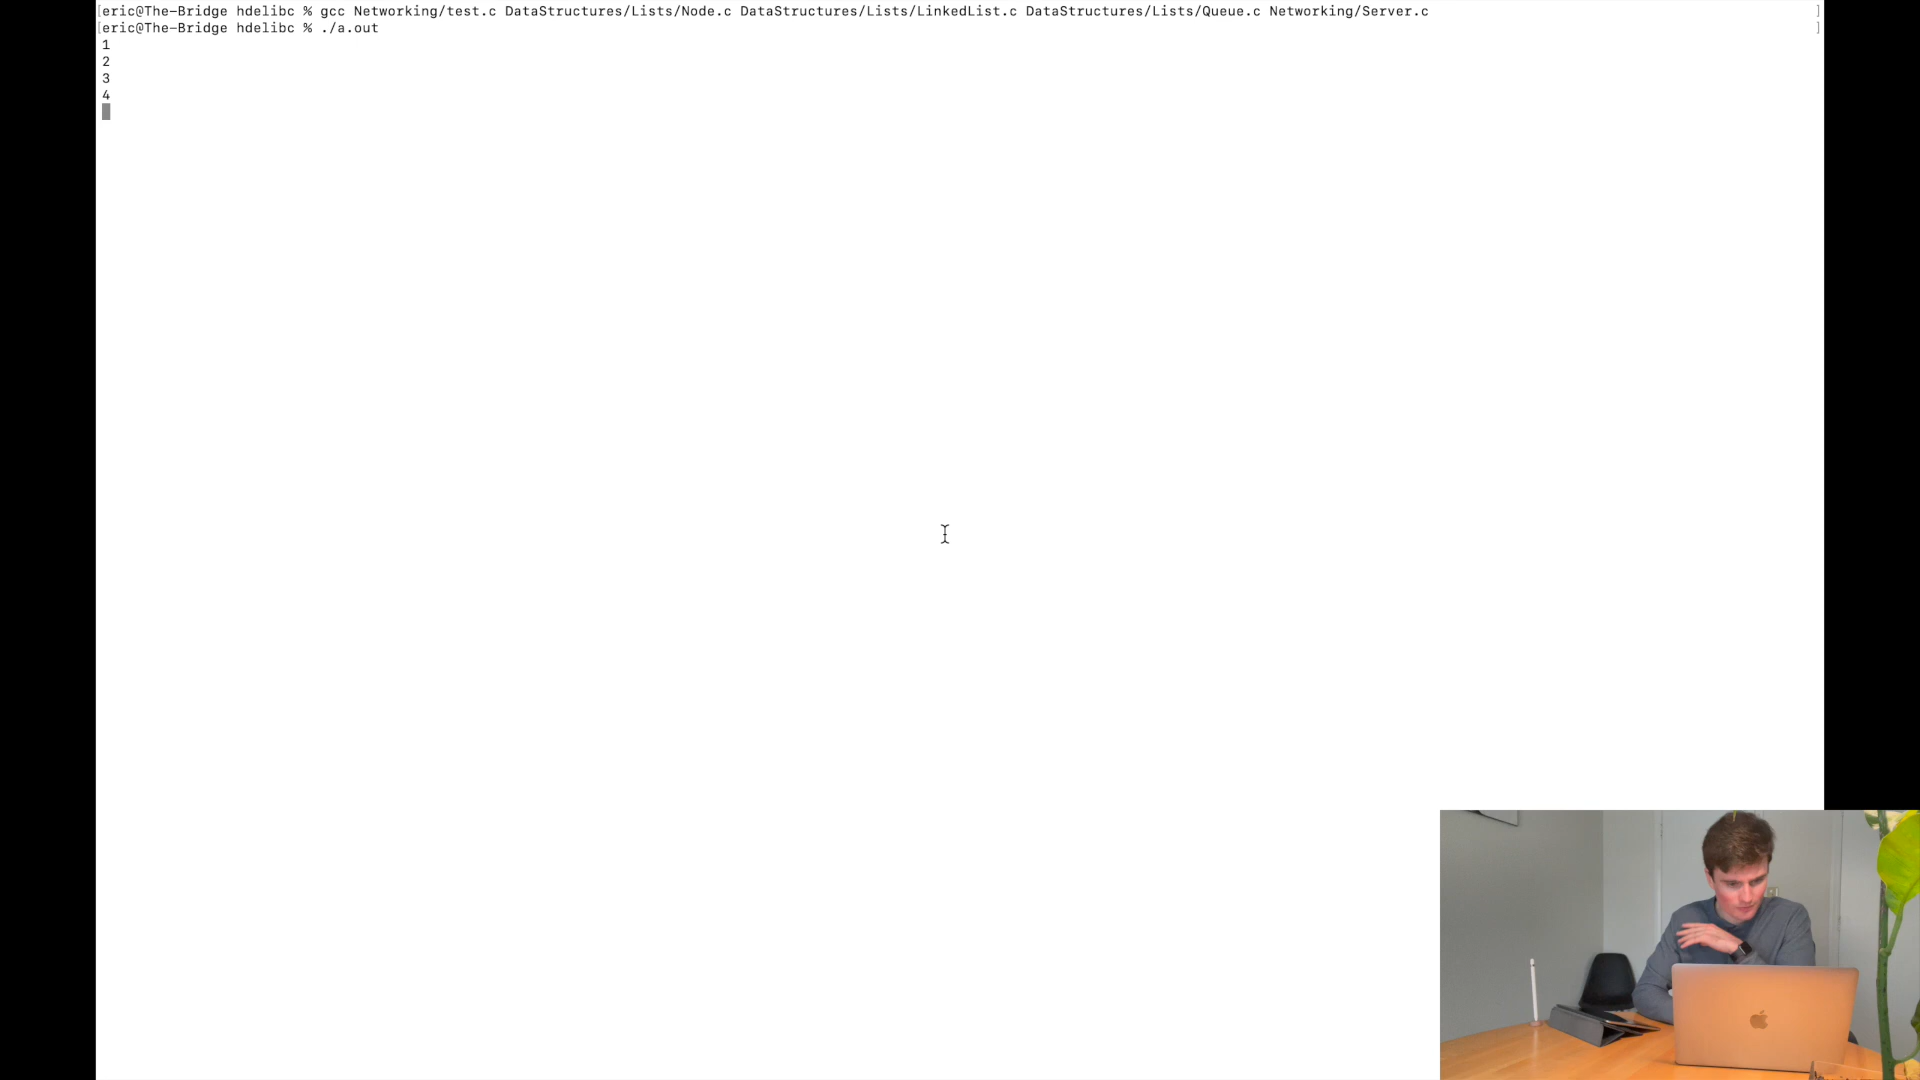 [eric@The-Bridge hdelibc % gcc Networking/test.c DataStructures/Lists/Node.c DataStructures/Lists/LinkedList.c DataStructures/Lists/Queue.c Networking/Server.c ]
[eric@The-Bridge hdelibc % ./a.out ]
1
2
3
4